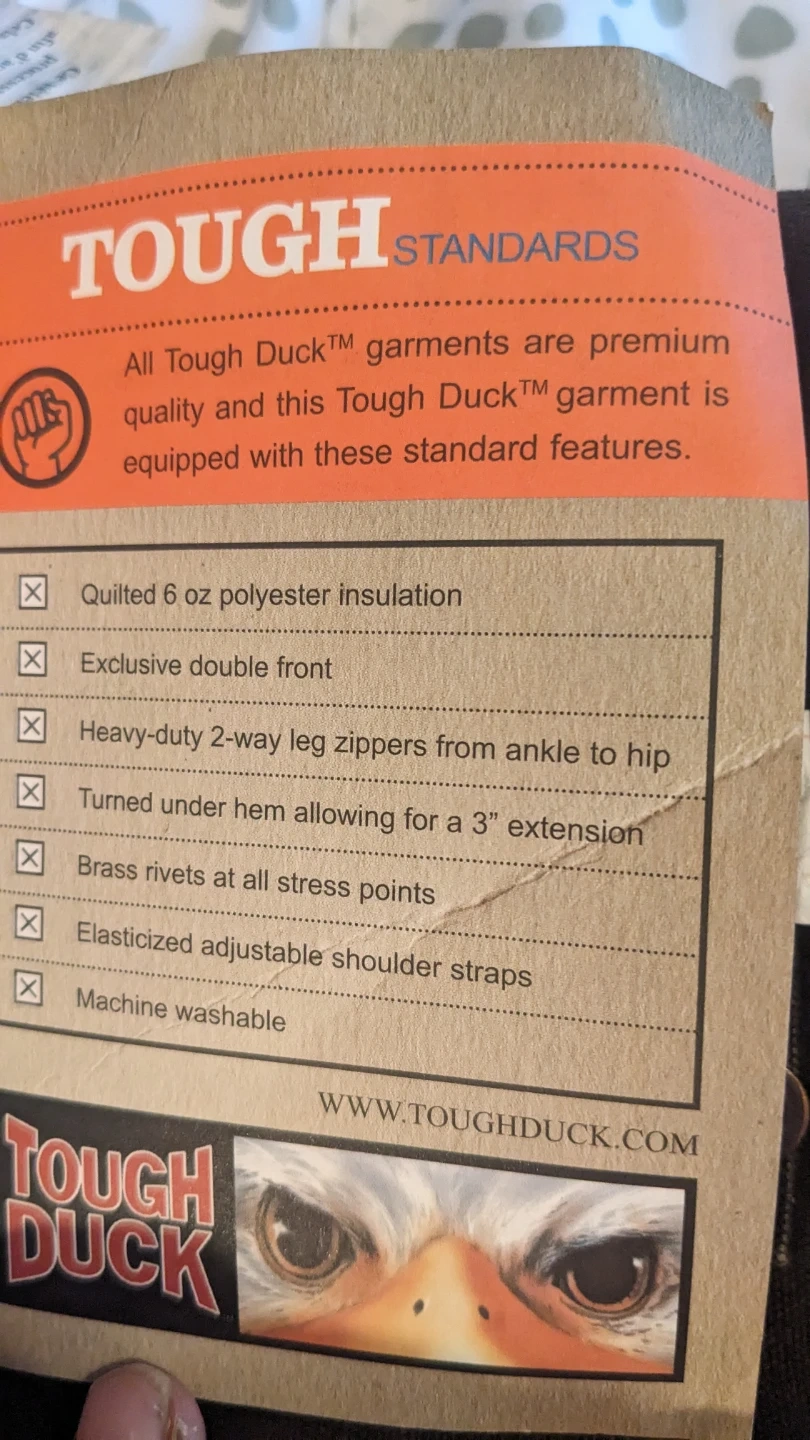 TOUGH STANDARDS
All Tough Duck™ garments are premium
quality and this Tough Duck™ garment is
equipped with these standard features.
Quilted 6 oz polyester insulation
Exclusive double front
Heavy-duty 2-way leg zippers from ankle to hip
Turned under hem allowing for a 3” extension
Brass rivets at all stress points
Elasticized adjustable shoulder straps
Machine washable
WWW.TOUGHDUCK.COM
TOUGH
DUCK